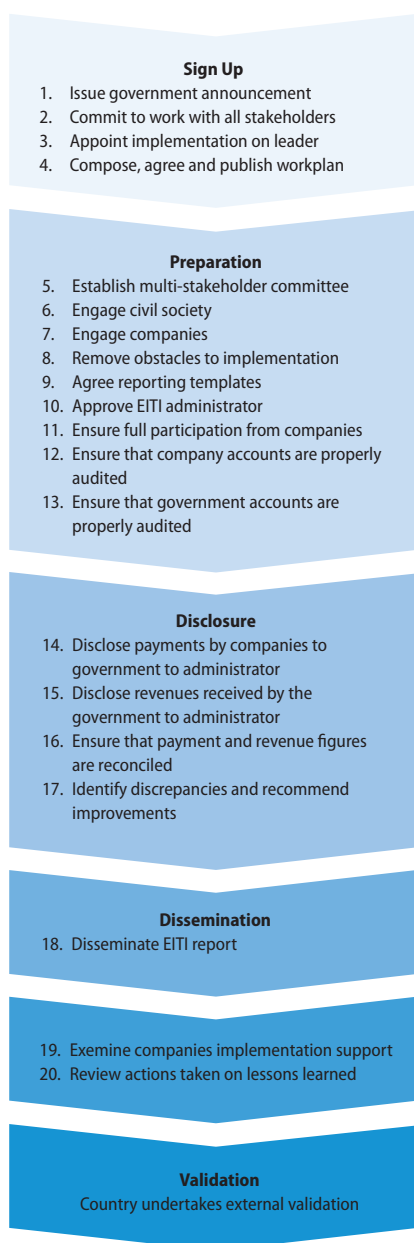 Sign Up
1. Issue government announcement
2. Commit to work with all stakeholders
3. Appoint implementation on leader
4. Compose, agree and publish workplan
Preparation
5. Establish multi-stakeholder committee
6. Engage civil society
7. Engage companies
8. Remove obstacles to implementation
9. Agree reporting templates
10. Approve EITI administrator
11. Ensure full participation from companies
12. Ensure that company accounts are properly
audited
13. Ensure that government accounts are
properly audited
Disclosure
14. Disclose payments by companies to
government to administrator
15. Disclose revenues received by the
government to administrator
16. Ensure that payment and revenue figures
are reconciled
17. Identify discrepancies and recommend
improvements
Dissemination
18. Disseminate EITI report
19. Exemine companies implementation support
20. Review actions taken on lessons learned
Validation
Country undertakes external validation